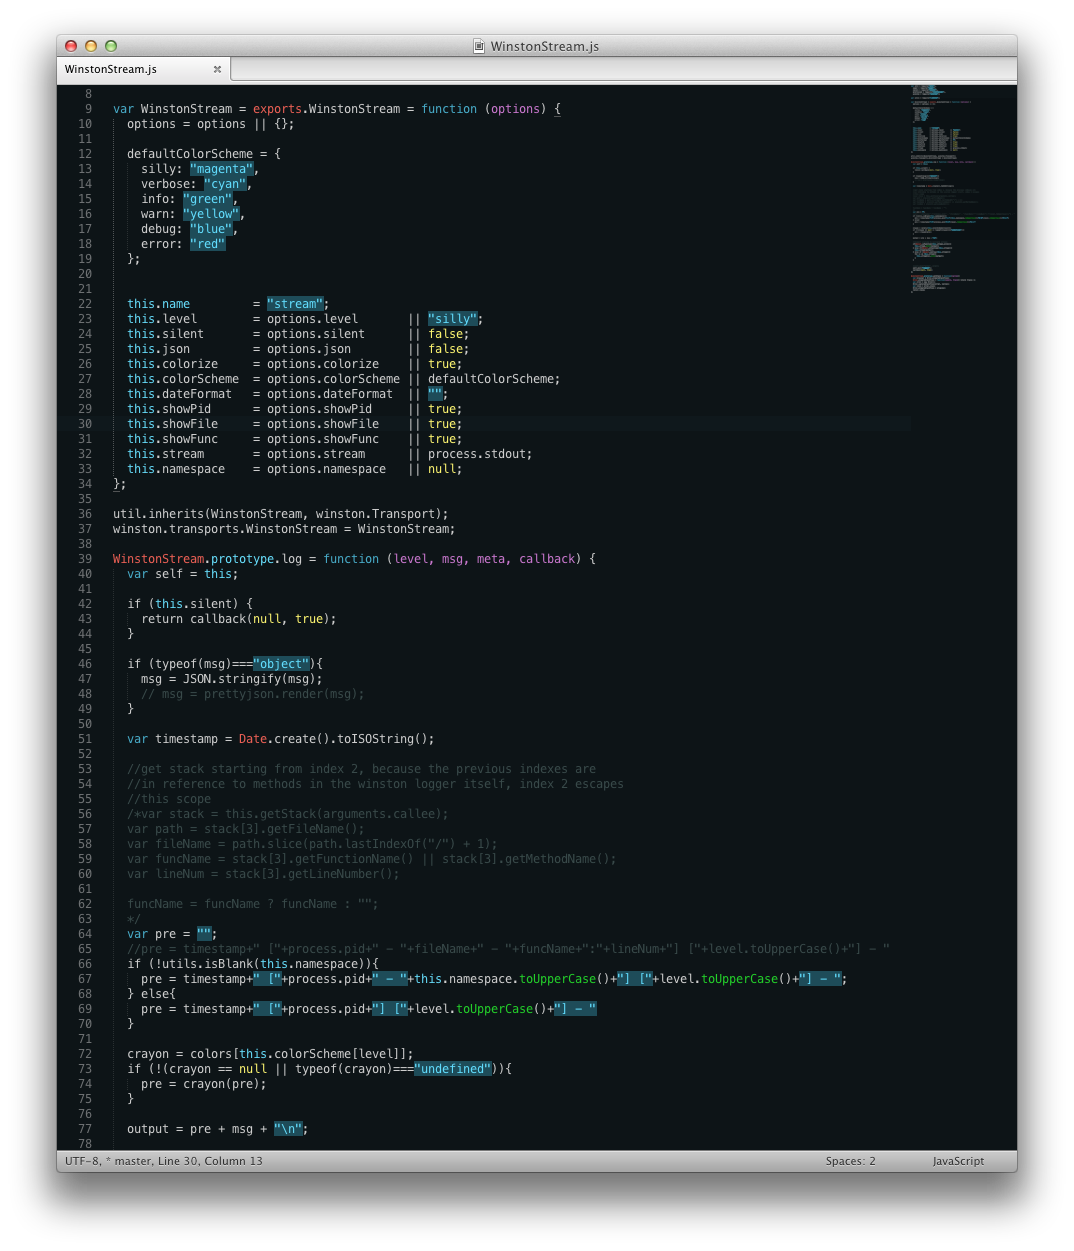 WinstonStream.js
WinstonStream.js
8
9 var WinstonStream = exports.WinstonStream = function (options) {
10 options = options || {};
11
12 defaultColorScheme = {
13 silly: "magenta",
14 verbose: "cyan",
15 info: "green",
16 warn: "yellow",
17 debug: "blue",
18 error: "red"
19 };
20
21
22 this.name = "stream";
23 this.level = options.level || "silly";
24 this.silent = options.silent || false;
25 this.json = options.json || false;
26 this.colorize = options.colorize || true;
27 this.colorScheme = options.colorScheme || defaultColorScheme;
28 this.dateFormat = options.dateFormat || "";
29 this.showPid = options.showPid || true;
30 this.showFile = options.showFile || true;
31 this.showFunc = options.showFunc || true;
32 this.stream = options.stream || process.stdout;
33 this.namespace = options.namespace || null;
34 };
35
36 util.inherits(WinstonStream, winston.Transport);
37 winston.transports.WinstonStream = WinstonStream;
38
39 WinstonStream.prototype.log = function (level, msg, meta, callback) {
40 var self = this;
41
42 if (this.silent) {
43 return callback(null, true);
44 }
45
46 if (typeof(msg)==="object"){
47 msg = JSON.stringify(msg);
48 // msg = prettyjson.render(msg);
49 }
50
51 var timestamp = Date.create().toISOString();
52
53 //get stack starting from index 2, because the previous indexes are
54 //in reference to methods in the winston logger itself, index 2 escapes
55 //this scope
56 /*var stack = this.getStack(arguments.callee);
57 var path = stack[3].getFileName();
58 var fileName = path.slice(path.lastIndexOf("/") + 1);
59 var funcName = stack[3].getFunctionName() || stack[3].getMethodName();
60 var lineNum = stack[3].getLineNumber();
61
62 funcName = funcName ? funcName : "";
63 */
64 var pre = "";
65 //pre = timestamp+" ["+process.pid+" - "+fileName+" - "+funcName+":"+lineNum+"] ["+level.toUpperCase()+"] - "
66 if (!utils.isBlank(this.namespace)){
67 pre = timestamp+" ["+process.pid+" - "+this.namespace.toUpperCase()+"] ["+level.toUpperCase()+"] - ";
68 } else{
69 pre = timestamp+" ["+process.pid+"] ["+level.toUpperCase()+"] - "
70 }
71
72 crayon = colors[this.colorScheme[level]];
73 if (!(crayon == null || typeof(crayon)==="undefined")){
74 pre = crayon(pre);
75 }
76
77 output = pre + msg + "\n";
78
UTF-8, * master, Line 30, Column 13 Spaces: 2 JavaScript